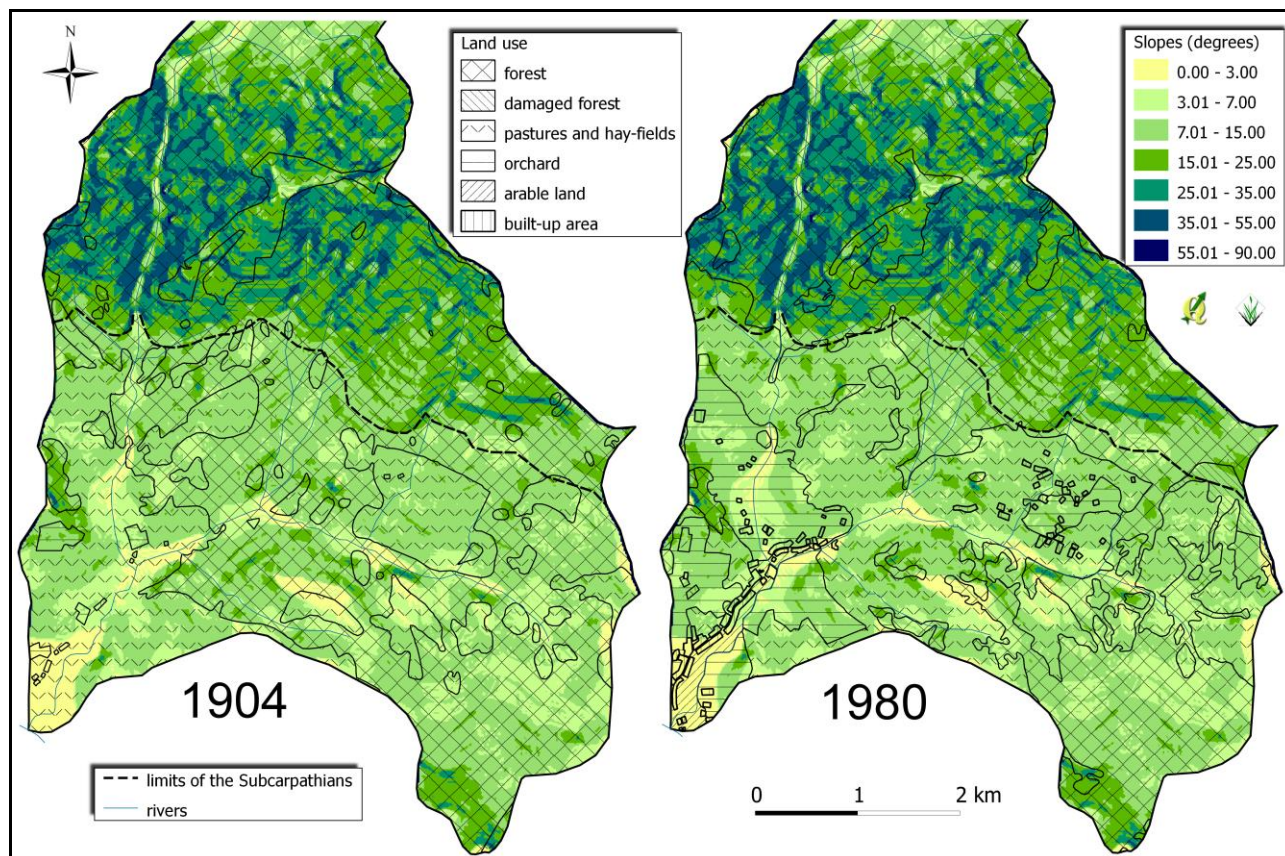 N
Land use
forest
damaged forest
pastures and hay-fields
orchard
arable land
built-up area
Slopes (degrees)
0.00 - 3.00
3.01 - 7.00
7.01 - 15.00
15.01 - 25.00
25.01 - 35.00
35.01 - 55.00
55.01 - 90.00
1904
1980
limits of the Subcarpathians
rivers
0 1 2 km